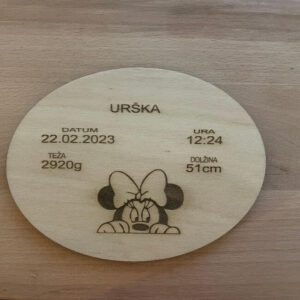 URŠKA
DATUM URA
22.02.2023 12:24
TEŽA DOLŽINA
2920g 51cm